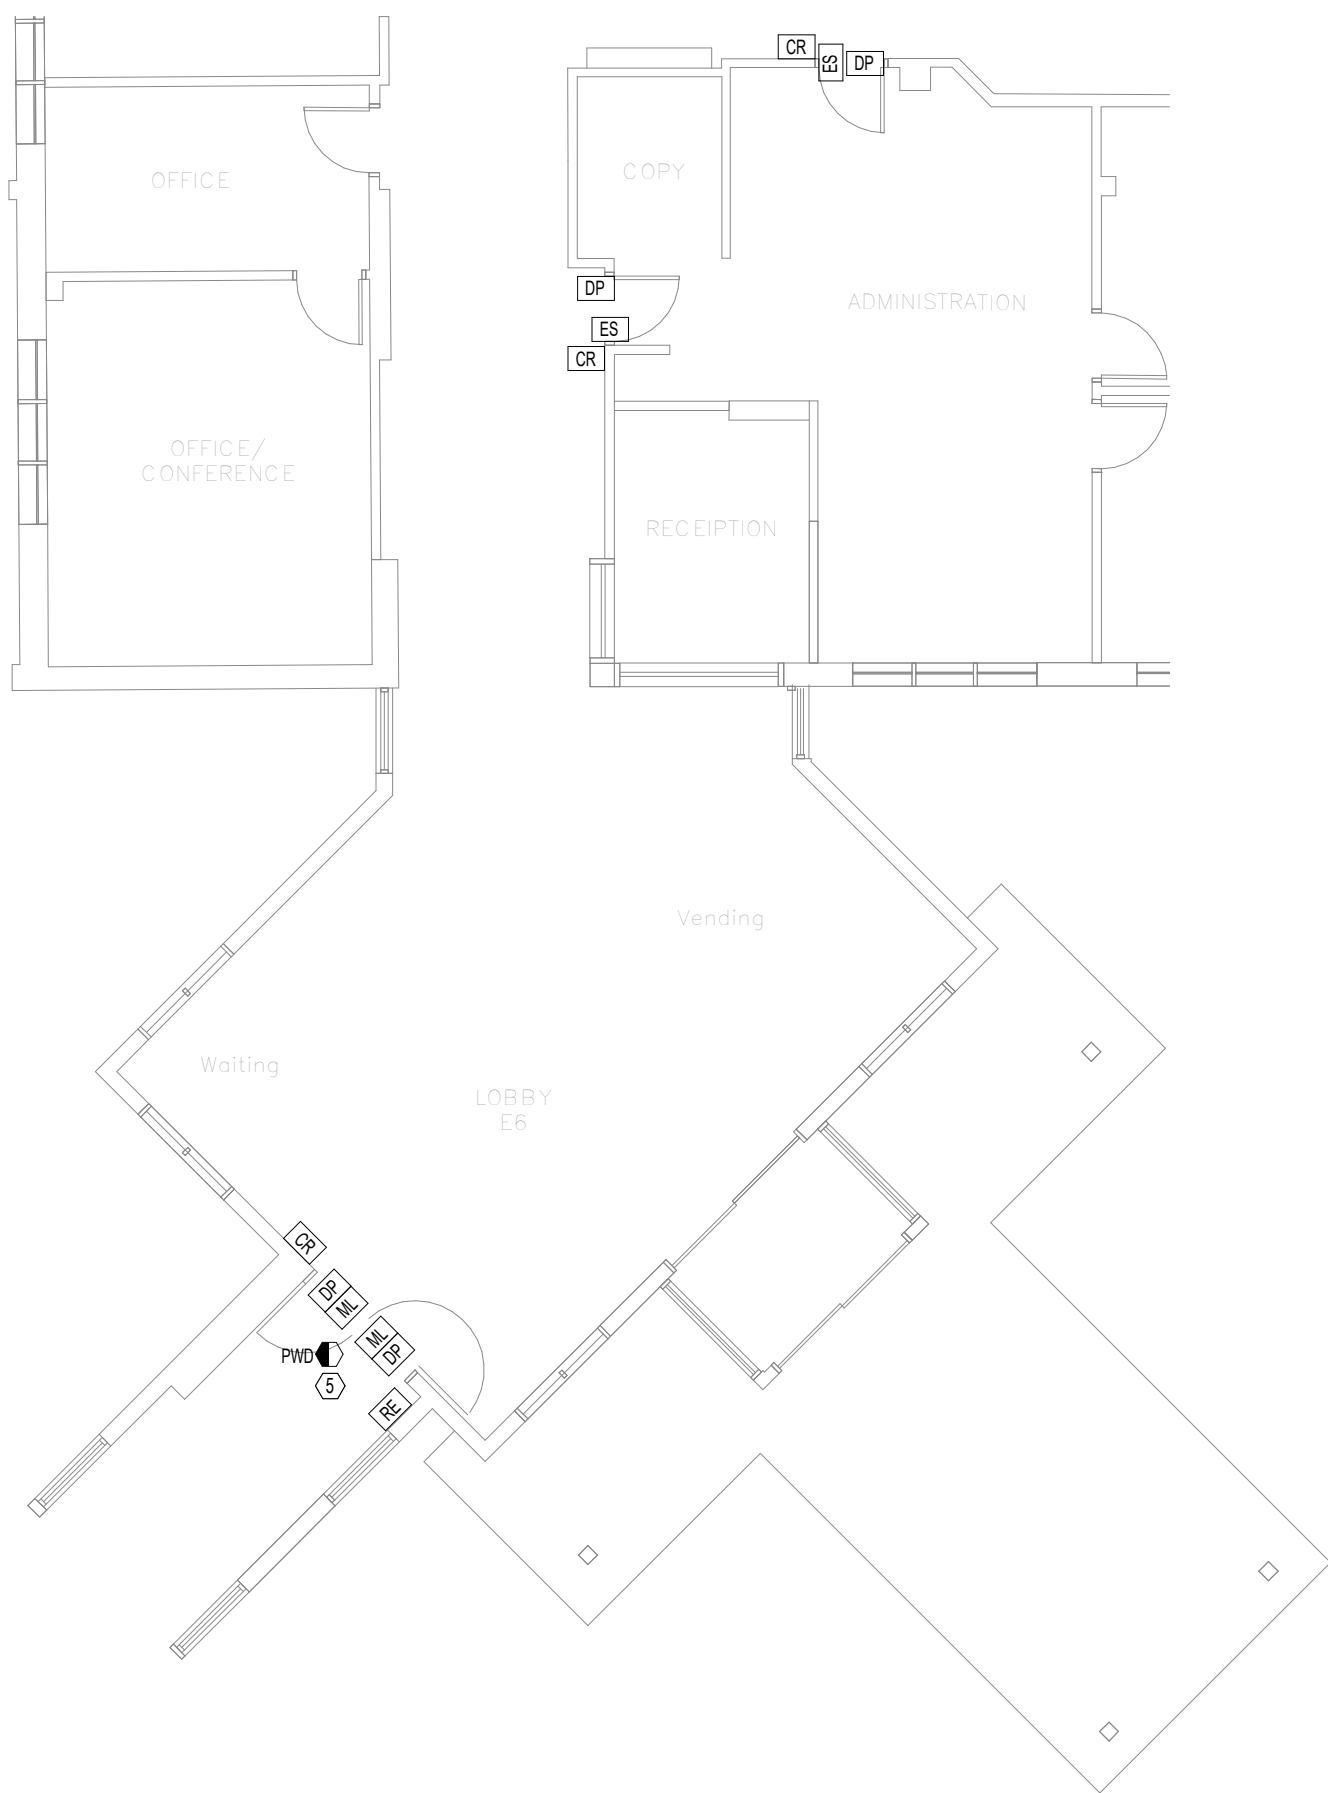 CR
ES
DP
COPY
OFFICE
DP
ADMINISTRATION
ES
CR
OFFICE/
CONFERENCE
RECEIPTION
Vending
Waiting
LOBBY
E6
CR
DP
ML
ML
DP
PWD
5
RE